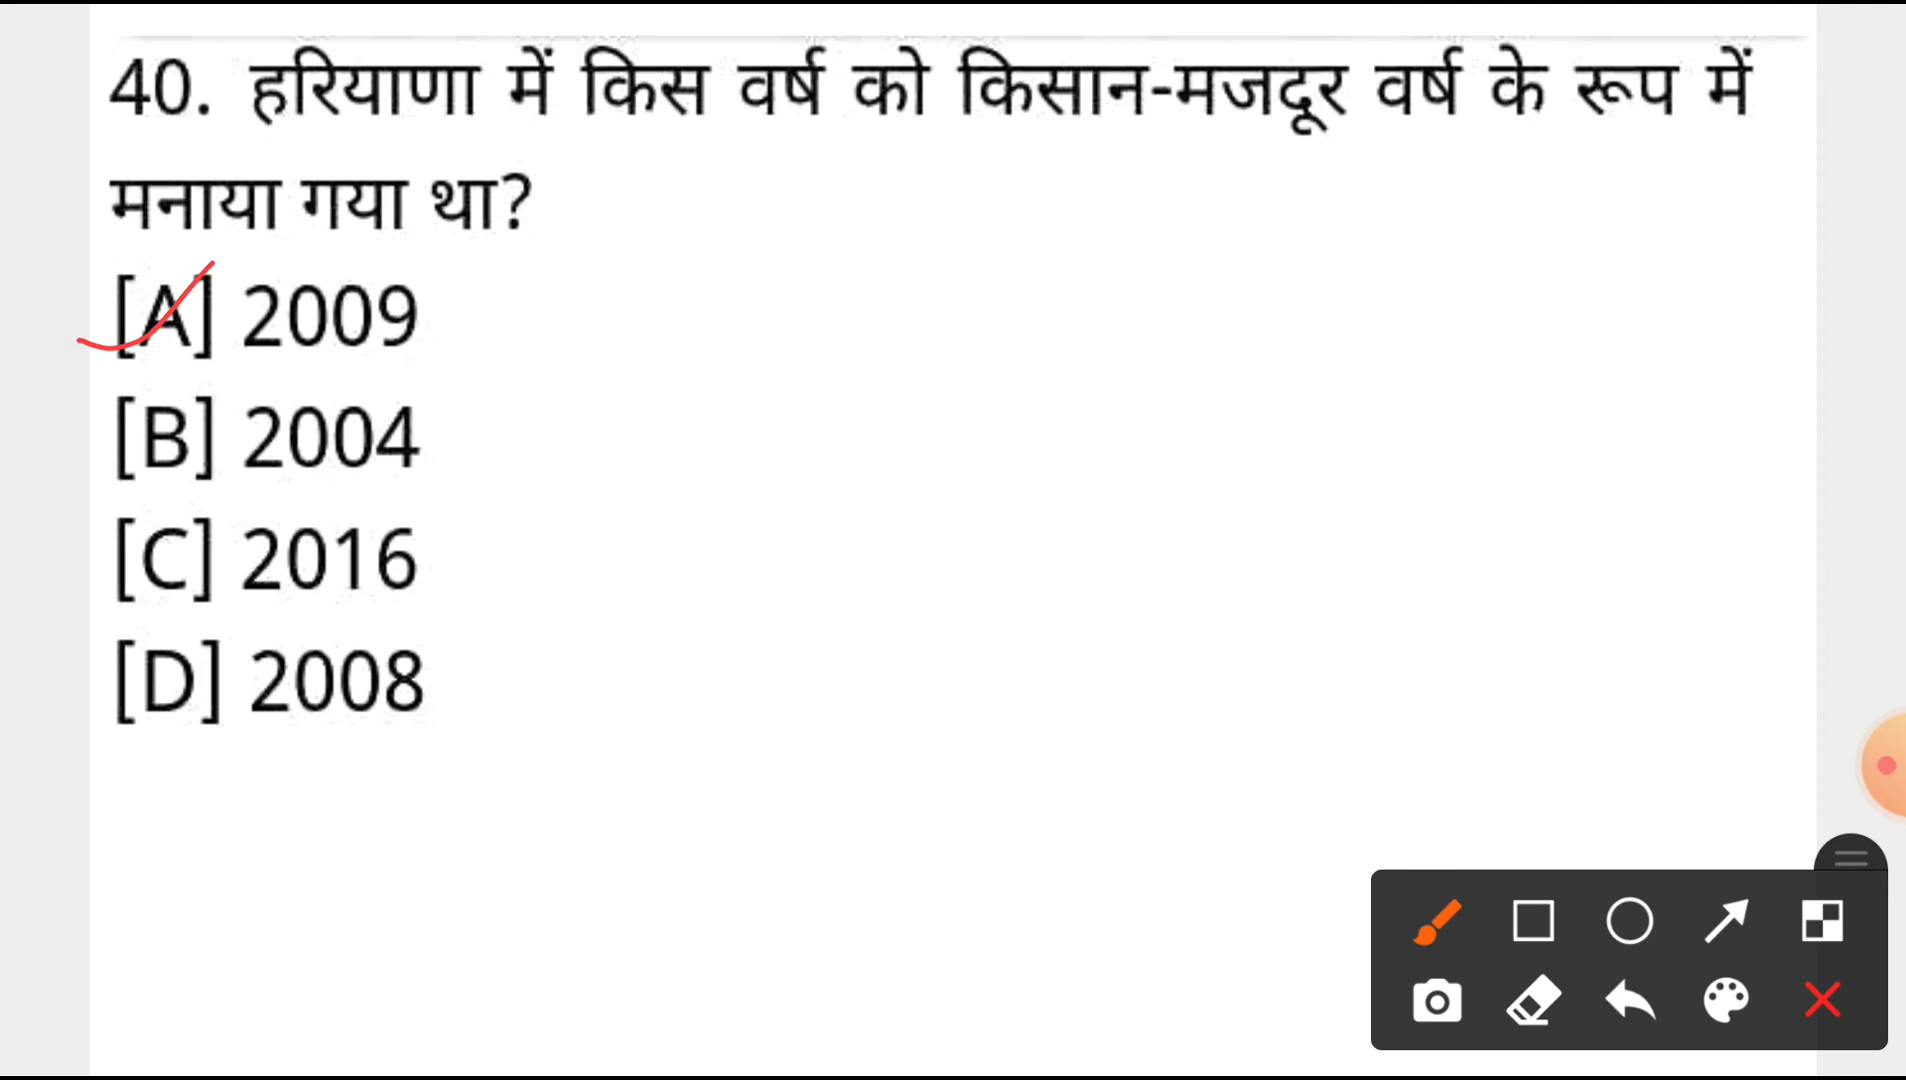 40. हरियाणा में किस वर्ष को किसान-मजदूर वर्ष के रूप में
मनाया गया था?
[A] 2009
[B] 2004
[C] 2016
[D] 2008